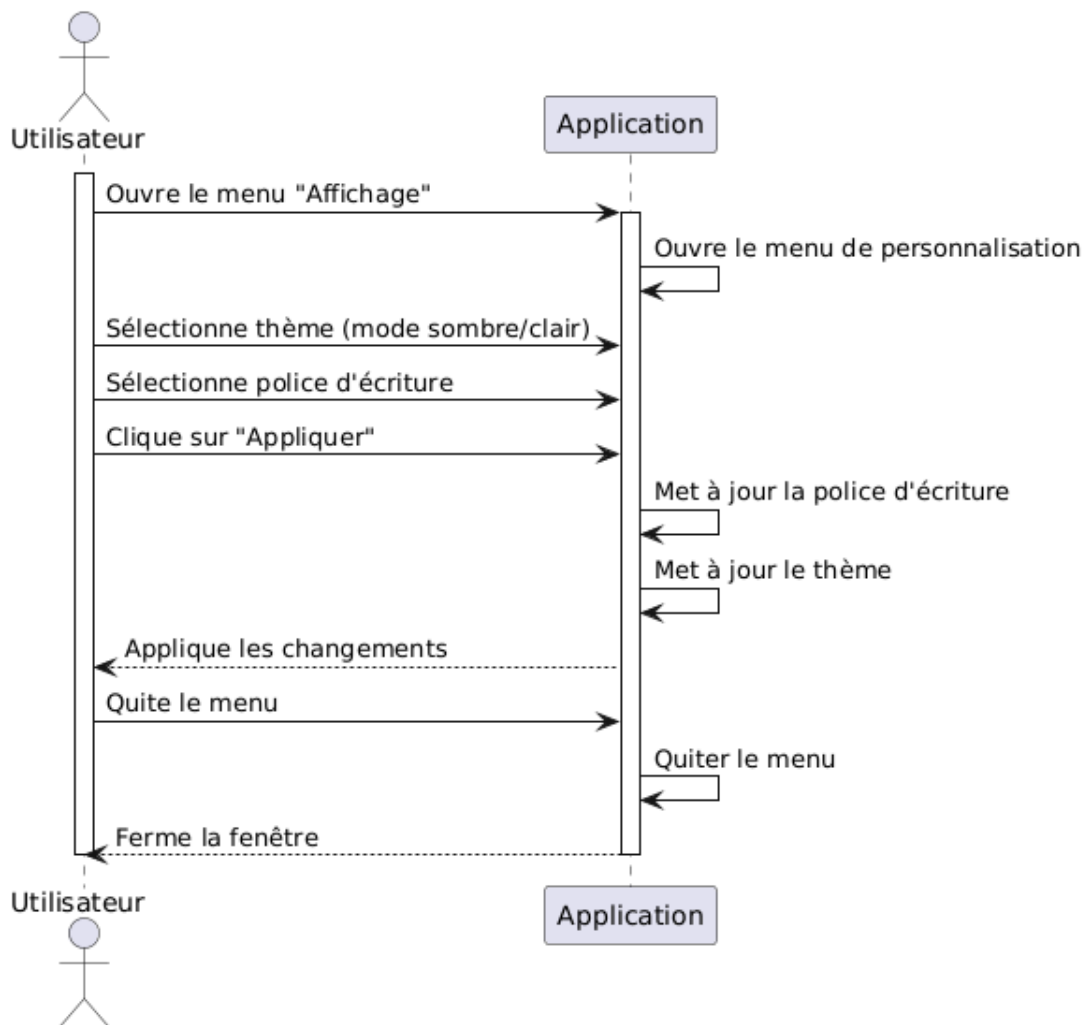 Utilisateur
Application
Ouvre le menu "Affichage"
Ouvre le menu de personnalisation
Sélectionne thème (mode sombre/clair)
Sélectionne police d'écriture
Clique sur "Appliquer"
Met à jour la police d'écriture
Met à jour le thème
Applique les changements
Quite le menu
Quiter le menu
Ferme la fenêtre
Utilisateur
Application